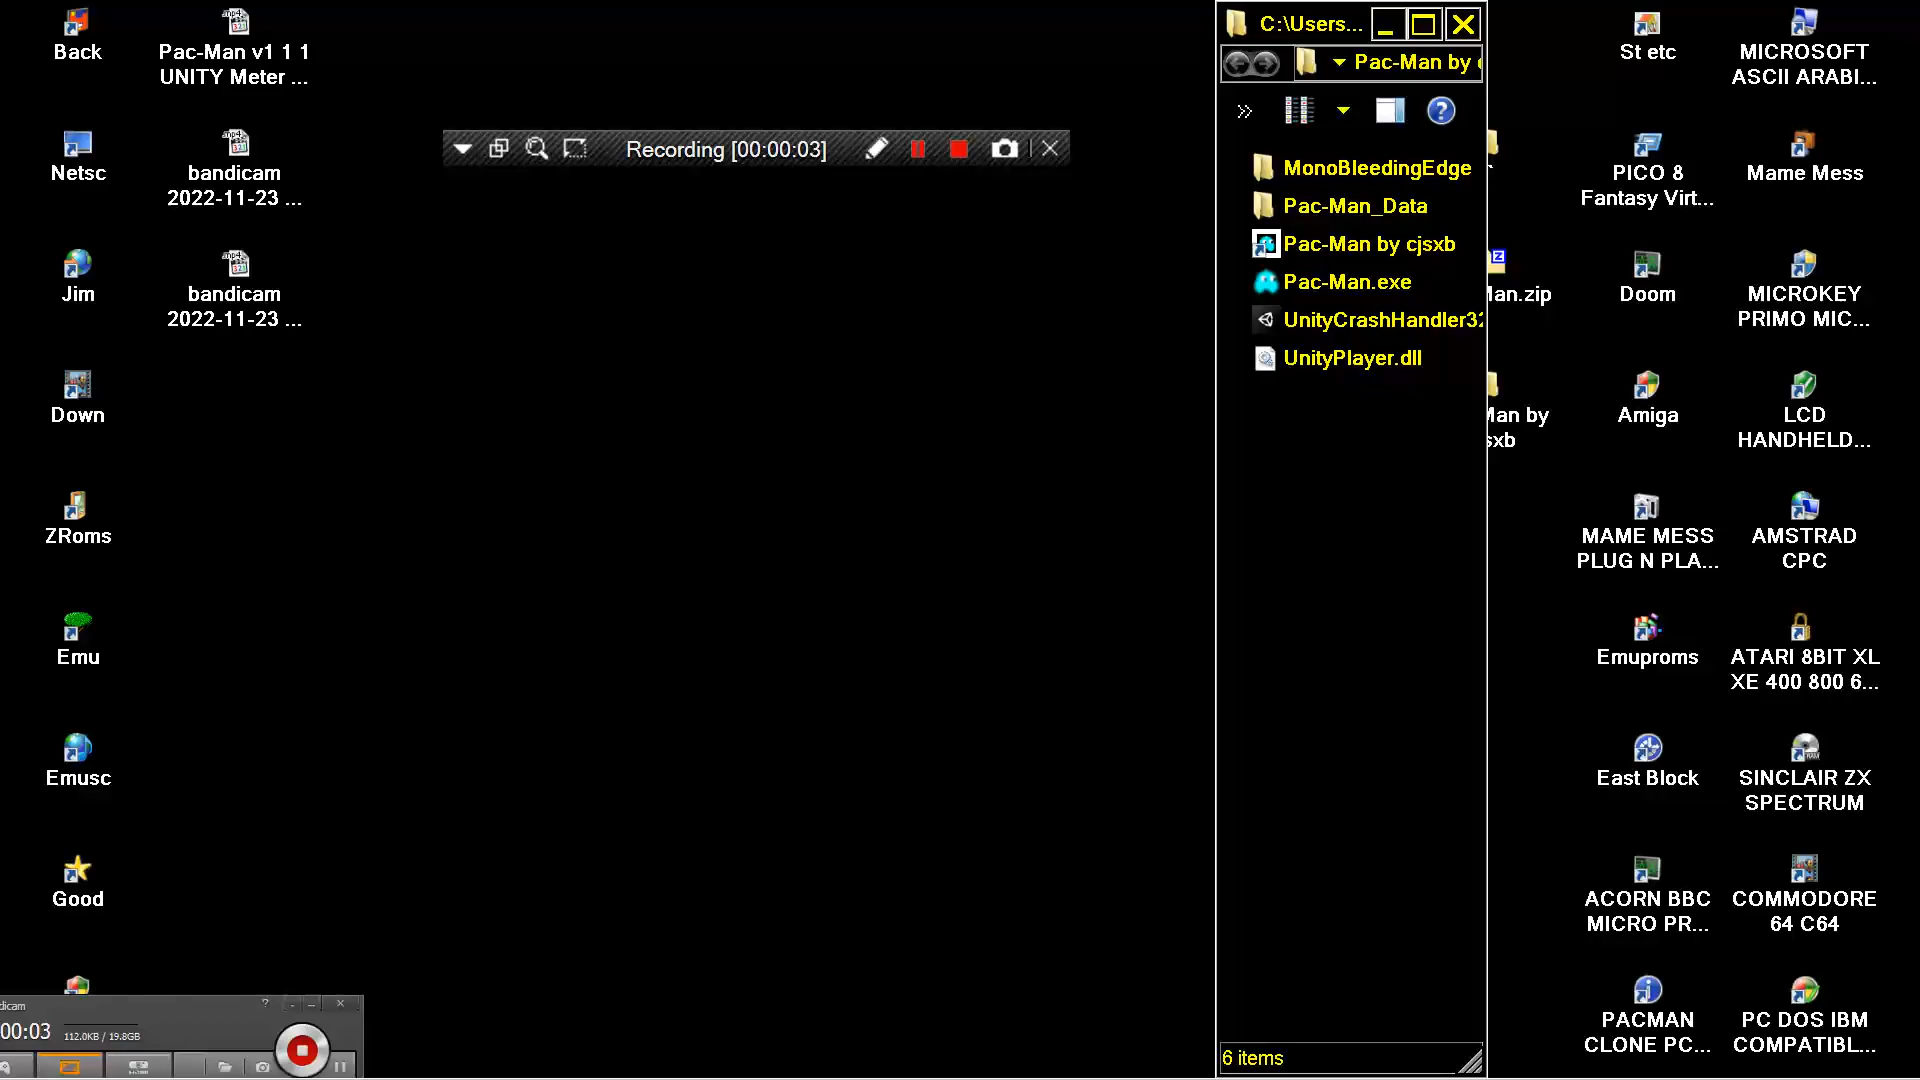 Back
Pac-Man v1 1 1
UNITY Meter ...
Netsc
bandicam
2022-11-23 ...
Jim
bandicam
2022-11-23 ...
Down
ZRoms
Emu
Emusc
Good
Recording [00:00:03]
C:\Users...
Pac-Man by
MonoBleedingEdge
Pac-Man_Data
Pac-Man by cjsxb
Pac-Man.exe
UnityCrashHandler32
UnityPlayer.dll
6 items
Man.zip
Man by
sxb
St etc
MICROSOFT
ASCII ARABI...
PICO 8
Fantasy Virt...
Mame Mess
Doom
MICROKEY
PRIMO MIC...
Amiga
LCD
HANDHELD...
MAME MESS
PLUG N PLA...
AMSTRAD
CPC
Emuproms
ATARI 8BIT XL
XE 400 800 6...
East Block
SINCLAIR ZX
SPECTRUM
ACORN BBC
MICRO PR...
COMMODORE
64 C64
PACMAN
CLONE PC...
PC DOS IBM
COMPATIBL...
dicam
00:03
112.0KB / 19.8GB